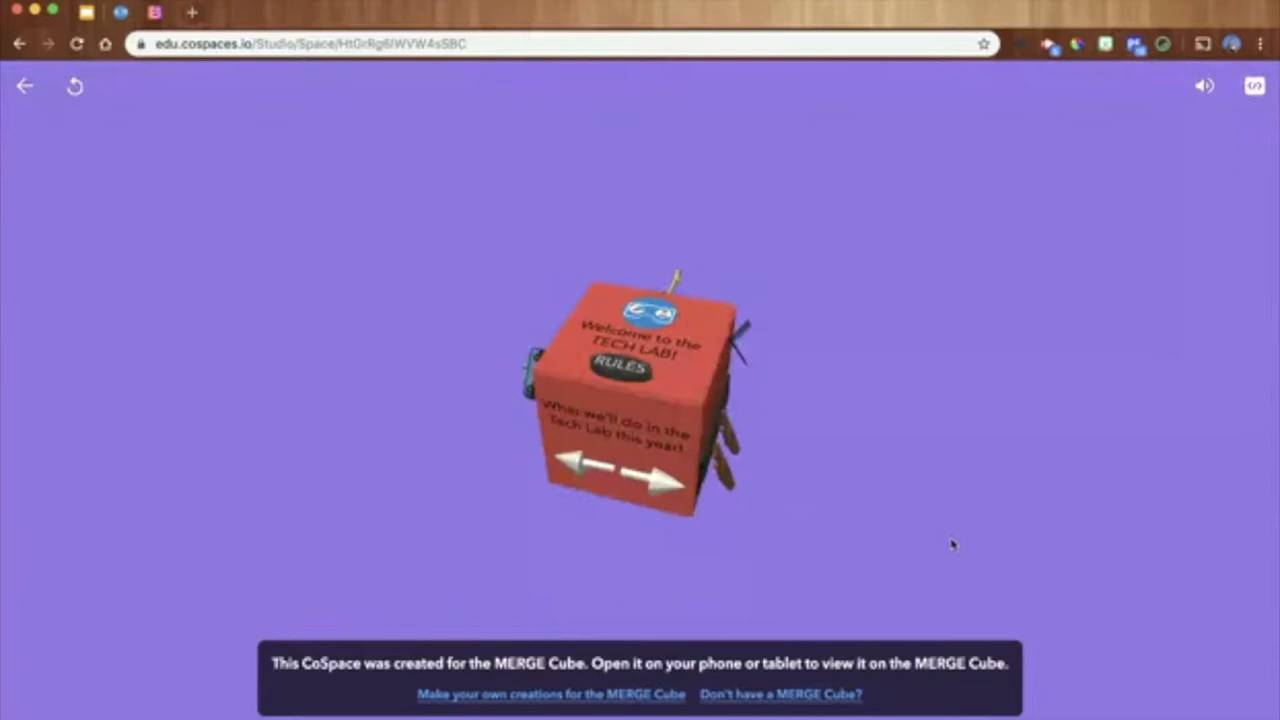 edu.cospaces.io/Studio/Space/HtGrRg6IWVW4sSBC
Welcome to the
TECH LAB!
RULES
What we'll do in the
Tech Lab this year!
This CoSpace was created for the MERGE Cube. Open it on your phone or tablet to view it on the MERGE Cube.
Make your own creations for the MERGE Cube Don't have a MERGE Cube?